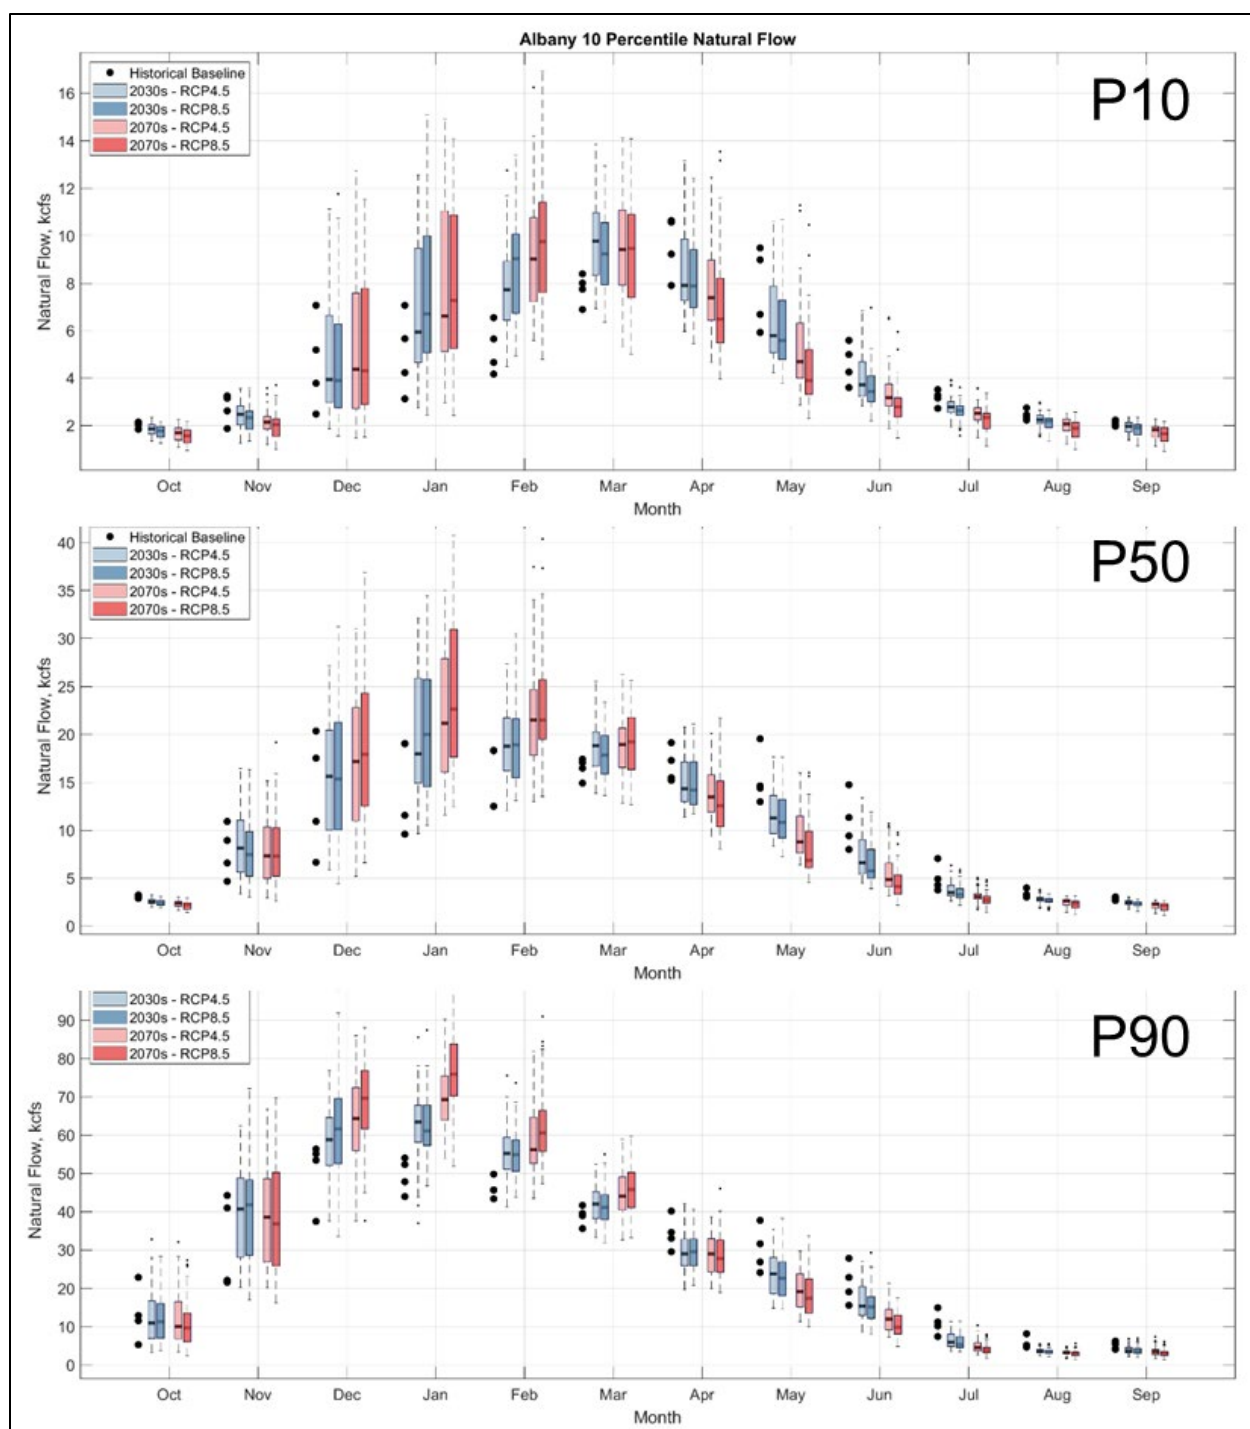 Albany 10 Percentile Natural Flow
P10
Historical Baseline
2030s - RCP4.5
2030s - RCP8.5
2070s - RCP4.5
2070s - RCP8.5
Natural Flow, kcfs
16
14
12
10
8
6
4
2
Oct Nov Dec Jan Feb Mar Apr May Jun Jul Aug Sep
Month
P50
Historical Baseline
2030s - RCP4.5
2030s - RCP8.5
2070s - RCP4.5
2070s - RCP8.5
Natural Flow, kcfs
40
35
30
25
20
15
10
5
0
Oct Nov Dec Jan Feb Mar Apr May Jun Jul Aug Sep
Month
P90
2030s - RCP4.5
2030s - RCP8.5
2070s - RCP4.5
2070s - RCP8.5
Natural Flow, kcfs
90
80
70
60
50
40
30
20
10
0
Oct Nov Dec Jan Feb Mar Apr May Jun Jul Aug Sep
Month